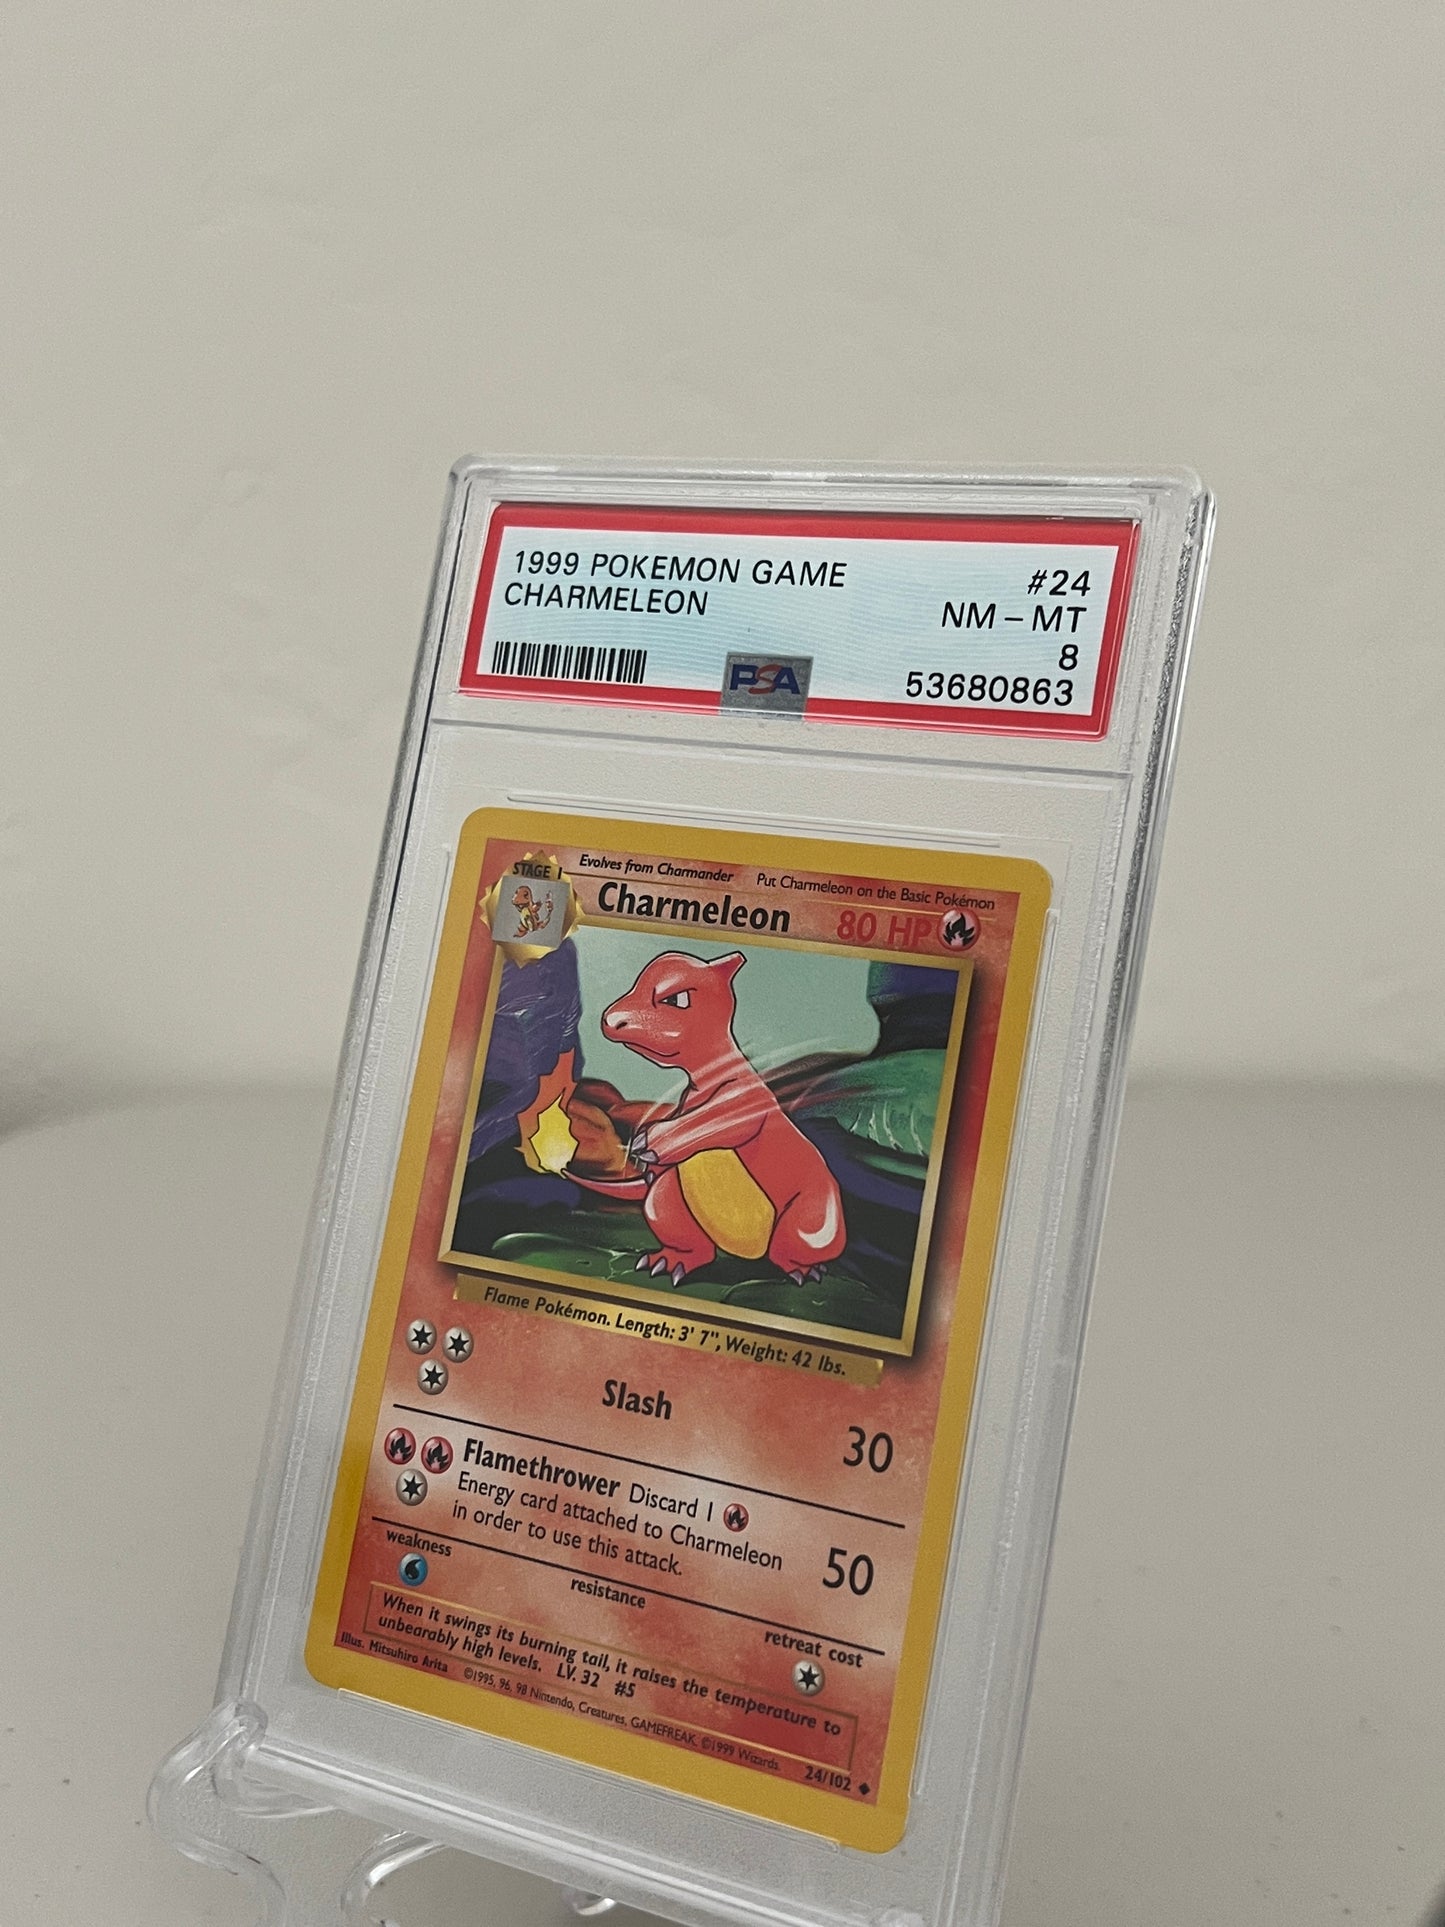 1999 POKEMON GAME #24
CHARMELEON NM - MT
8
PSA 53680863
STAGE 1 Evolves from Charmander Put Charmeleon on the Basic Pokémon
Charmeleon 80 HP
Flame Pokémon. Length: 3' 7", Weight: 42 lbs.
Slash 30
Flamethrower Discard 1
Energy card attached to Charmeleon
in order to use this attack. 50
weakness
resistance
retreat cost
When it swings its burning tail, it raises the temperature to
unbearably high levels. LV. 32 #5
Illus. Mitsuhiro Arita ©1995, 96, 98 Nintendo, Creatures, GAMEFREAK. ©1999 Wizards. 24/102